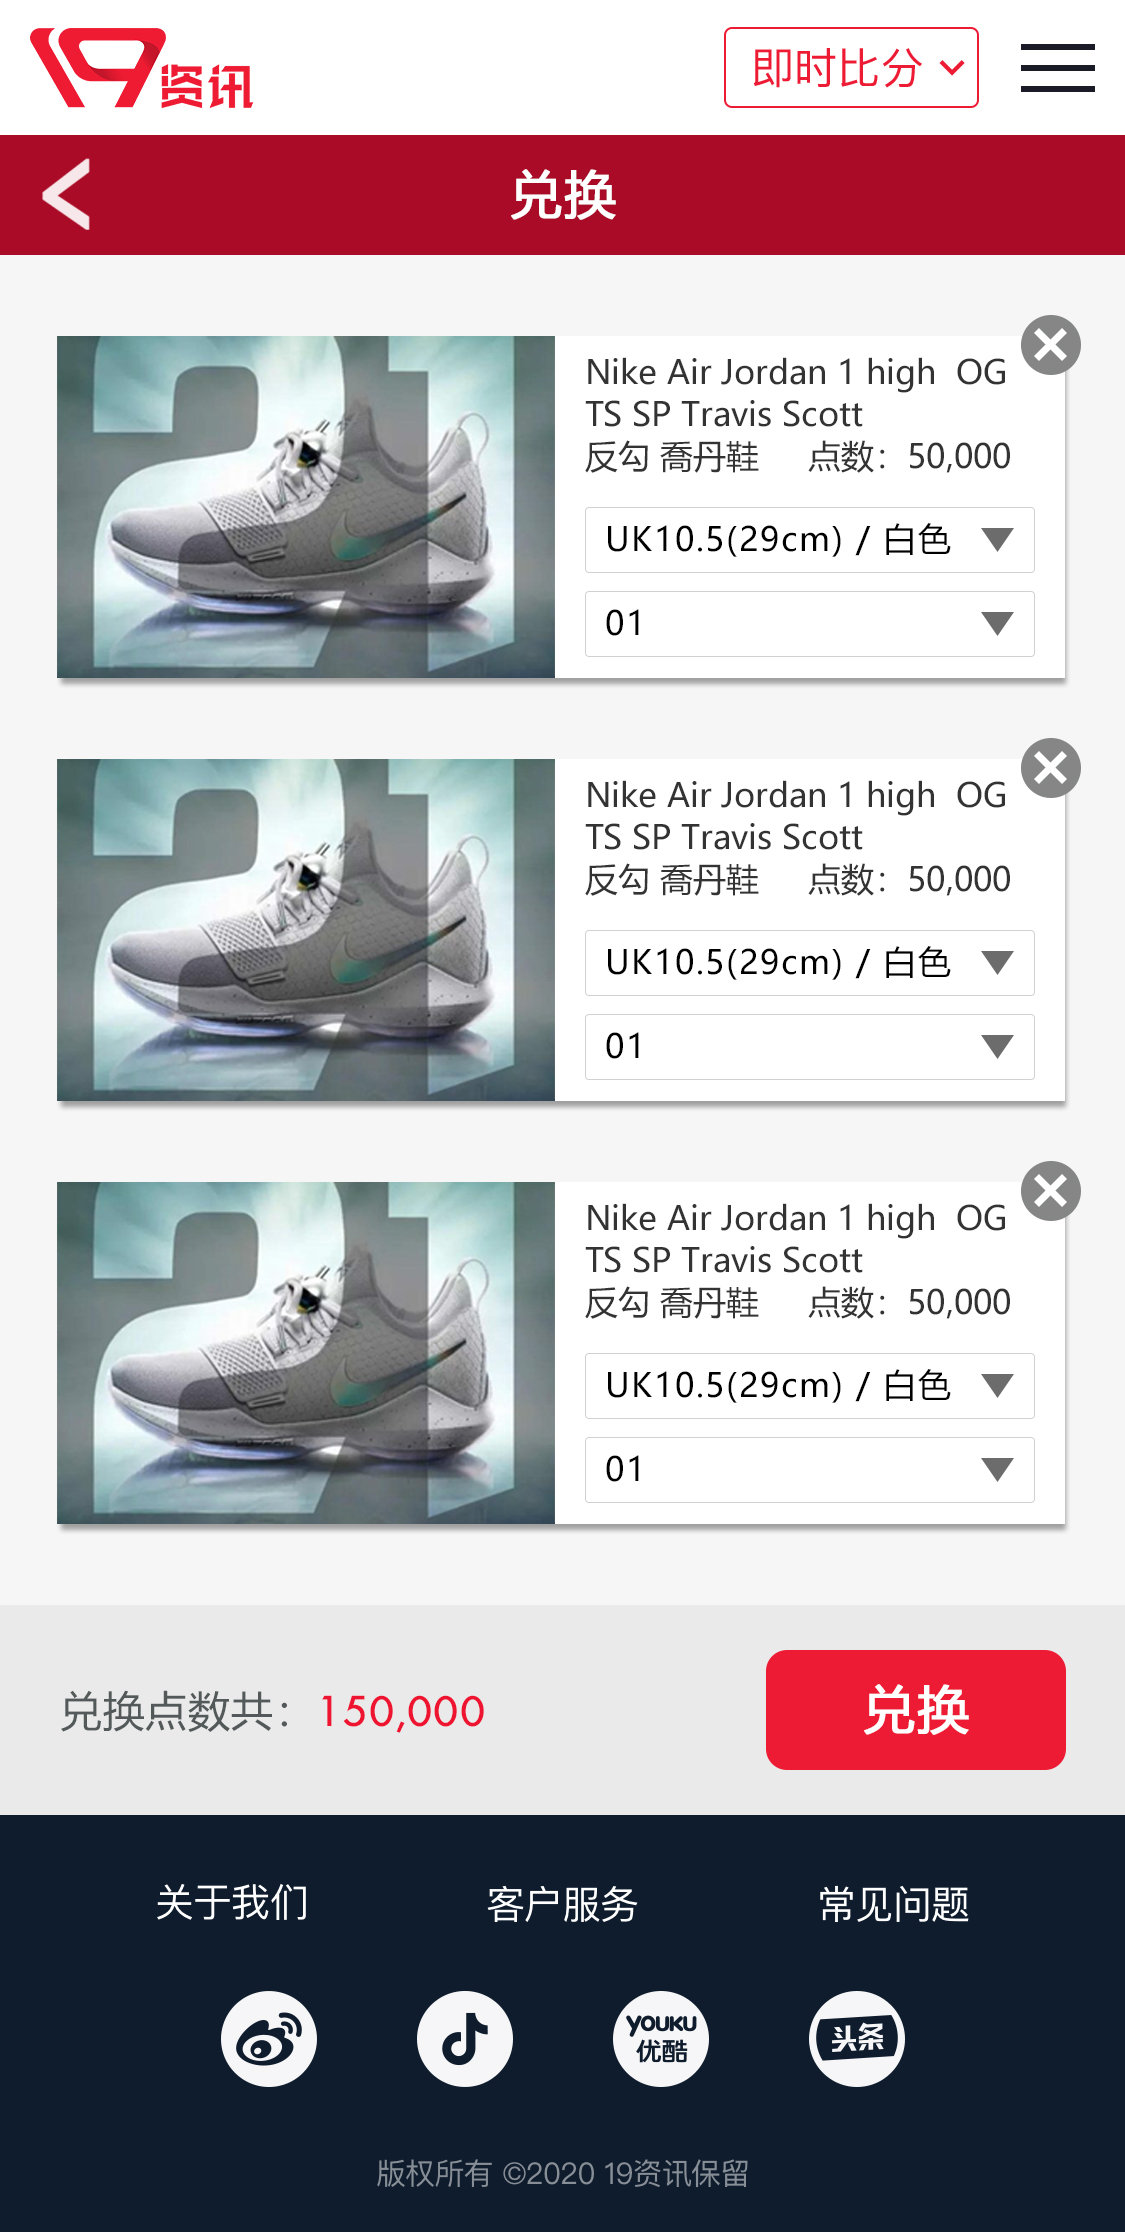 19资讯
即时比分
兑换
21
Nike Air Jordan 1 high OG
TS SP Travis Scott
反勾 喬丹鞋 点数：50,000
UK10.5(29cm) / 白色
01
21
Nike Air Jordan 1 high OG
TS SP Travis Scott
反勾 喬丹鞋 点数：50,000
UK10.5(29cm) / 白色
01
21
Nike Air Jordan 1 high OG
TS SP Travis Scott
反勾 喬丹鞋 点数：50,000
UK10.5(29cm) / 白色
01
兑换点数共：150,000
兑换
关于我们 客户服务 常见问题
YOUKU
优酷
头条
版权所有 ©2020 19资讯保留